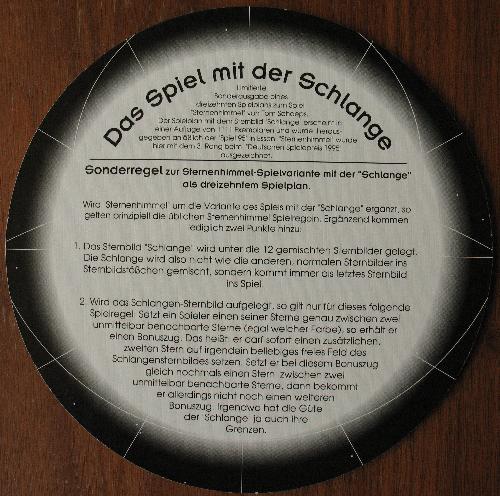 Das Spiel mit der Schlange
Limitierte
Sonderausgabe eines
dreizehnten Spielplans zum Spiel
"Sternenhimmel" von Tom Schoeps.
Der Spielplan mit dem Sternbild "Schlange" erscheint in
einer Auflage von 1111 Exemplaren und wurde heraus-
gegeben anläßlich der "Spiel '95" in Essen. "Sternenhimmel" wurde
hier mit dem 3. Rang beim "Deutschen Spielepreis 1995"
ausgezeichnet.
Sonderregel zur Sternenhimmel-Spielvariante mit der "Schlange"
als dreizehntem Spielplan.
Wird "Sternenhimmel" um die Variante des Spiels mit der "Schlange" ergänzt, so
gelten prinzipiell die üblichen Sternenhimmel Spielregeln. Ergänzend kommen
lediglich zwei Punkte hinzu:
1. Das Sternbild "Schlange" wird unter die 12 gemischten Sternbilder gelegt.
Die Schlange wird also nicht wie die anderen, normalen Sternbilder ins
Sternbildstößchen gemischt, sondern kommt immer als letztes Sternbild
ins Spiel.
2. Wird das Schlangen-Sternbild aufgelegt, so gilt nur für dieses folgende
Spielregel: Setzt ein Spieler einen seiner Sterne genau zwischen zwei
unmittelbar benachbarte Sterne (egal welcher Farbe), so erhält er
einen Bonuszug. Das heißt: er darf sofort einen zusätzlichen,
zweiten Stern auf irgendein beliebiges freies Feld des
Schlangensternbildes setzen. Setzt er bei diesem Bonuszug
gleich nochmals einen Stern zwischen zwei
unmittelbar benachbarte Sterne, dann bekommt
er allerdings nicht noch einen weiteren
Bonuszug. Irgendwo hat die Güte
der "Schlange" ja auch ihre
Grenzen.